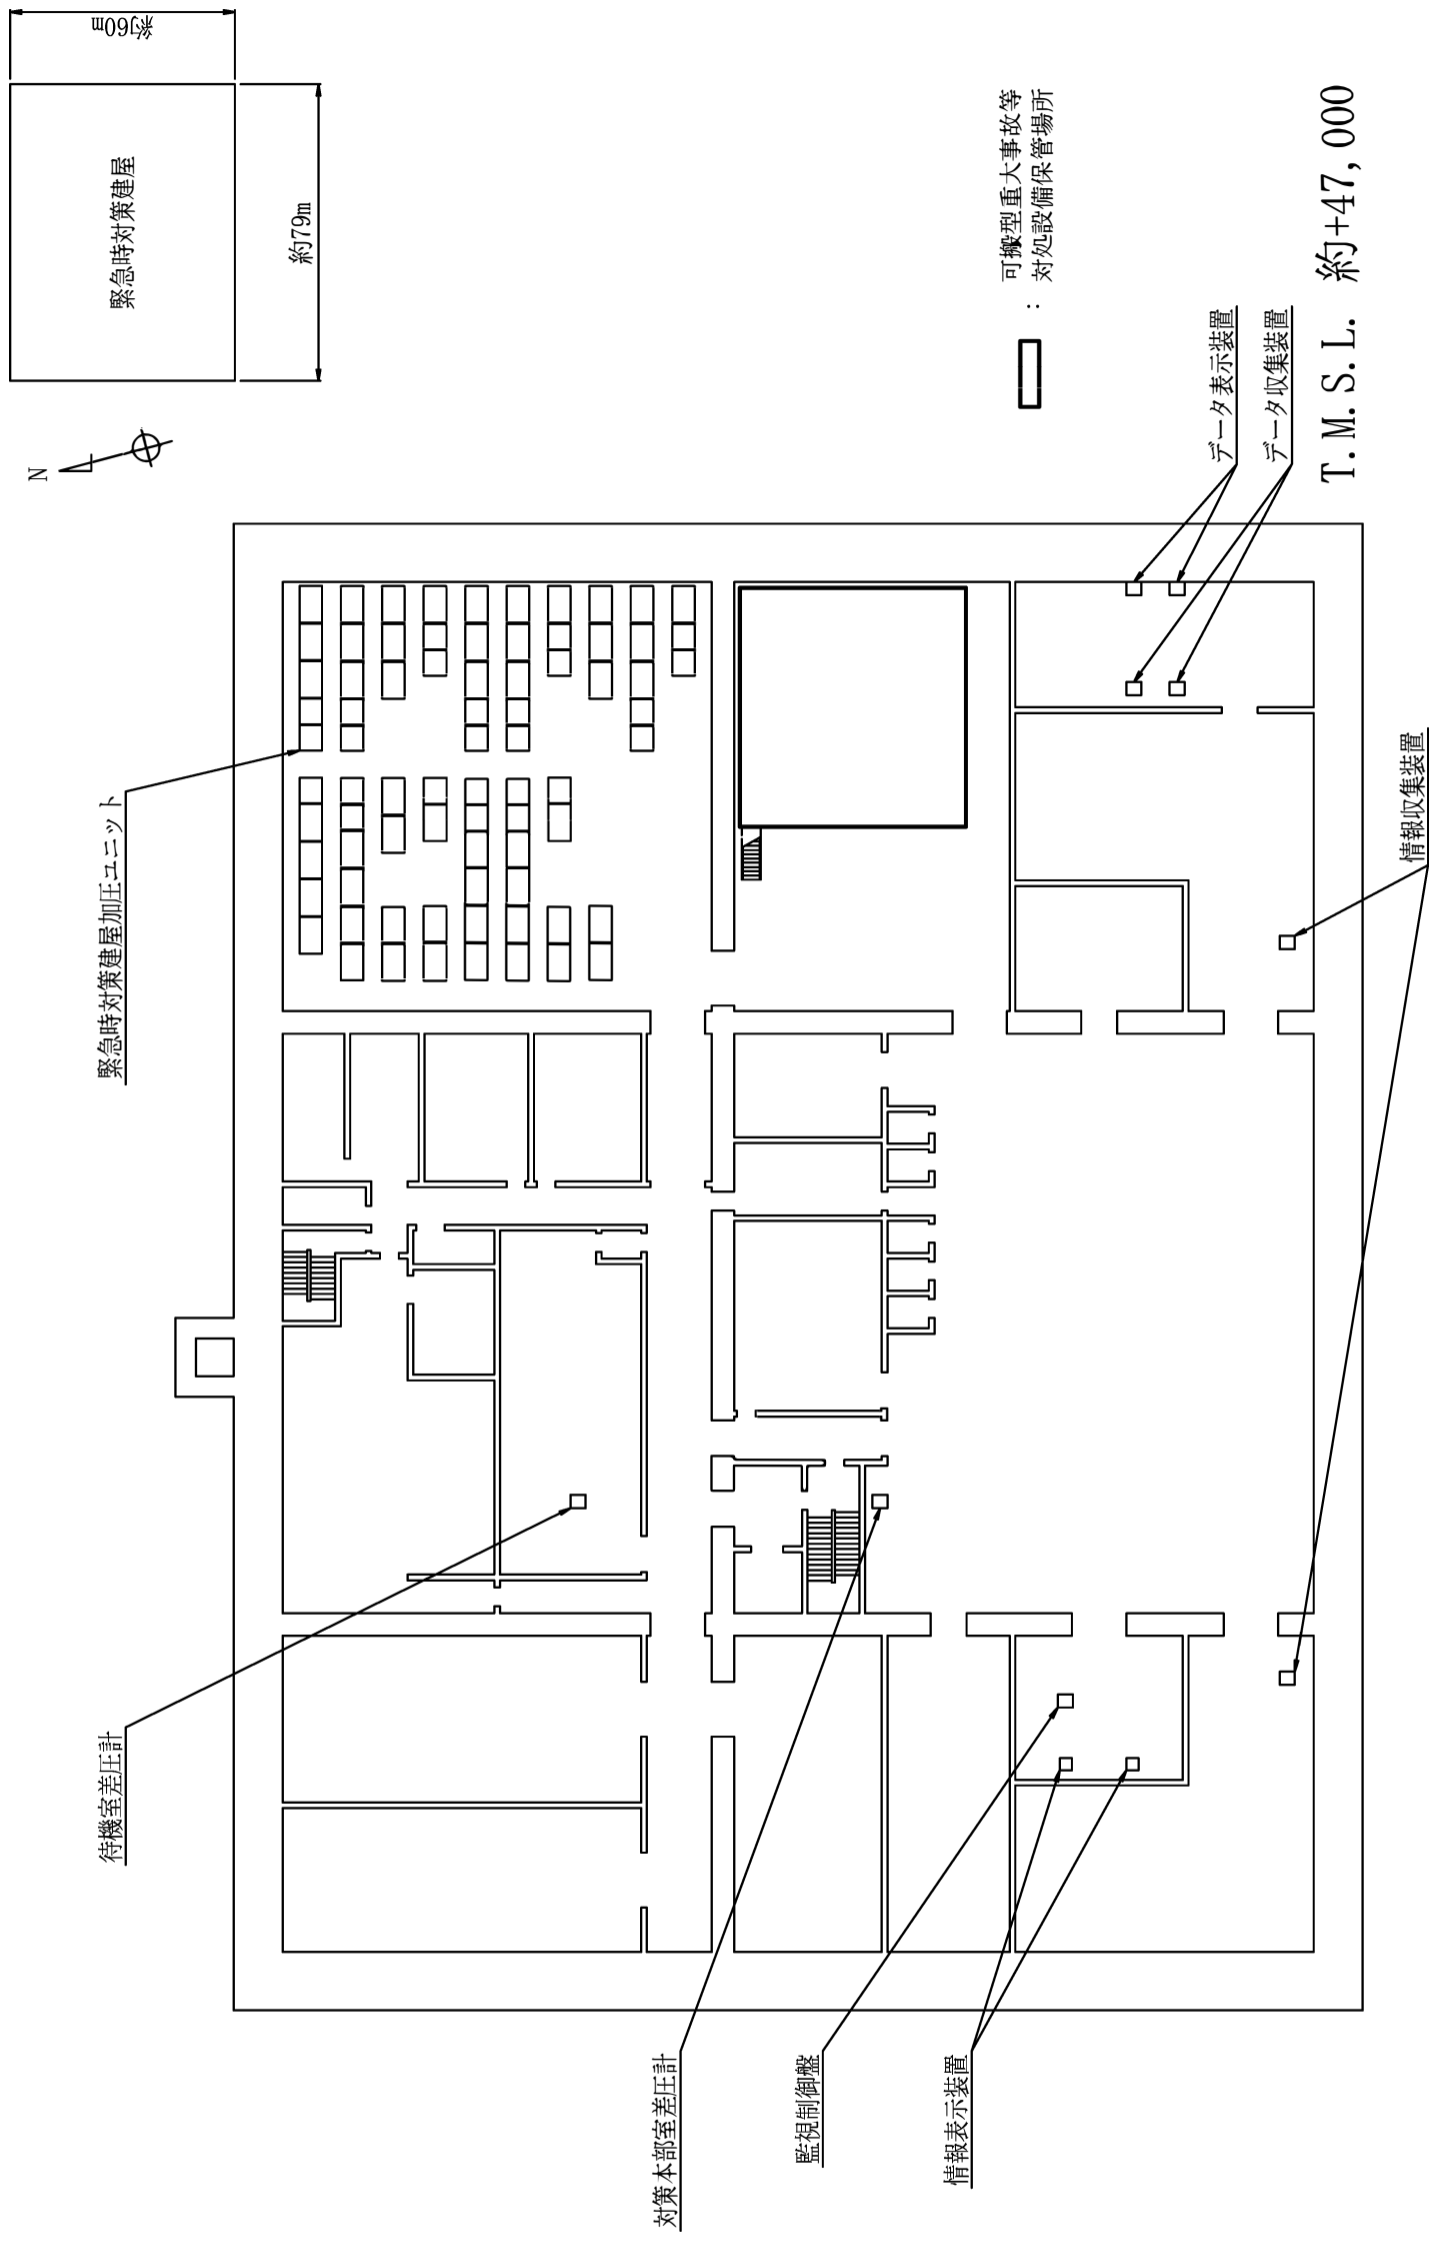 約60m
緊急時対策建屋
約79m
N
可搬型重大事故等
: 対処設備保管場所
T.M.S.L. 約+47,000
データ表示装置
データ収集装置
情報収集装置
緊急時対策建屋加圧ユニット
待機室差圧計
対策本部室差圧計
監視制御盤
情報表示装置